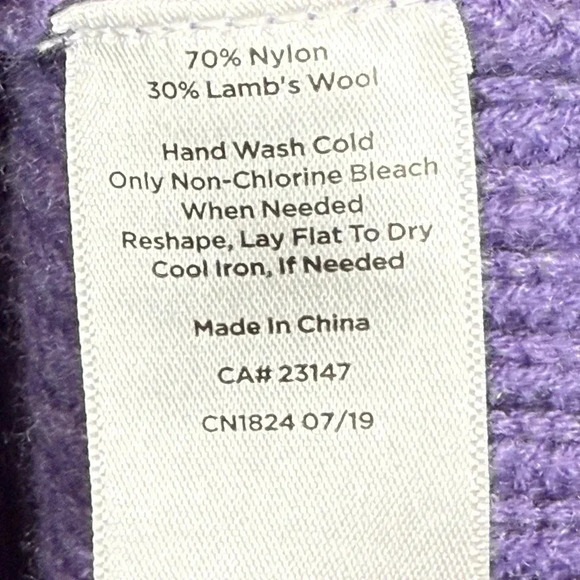 70% Nylon
30% Lamb's Wool
Hand Wash Cold
Only Non-Chlorine Bleach
When Needed
Reshape, Lay Flat To Dry
Cool Iron, If Needed
Made In China
CA# 23147
CN1824 07/19